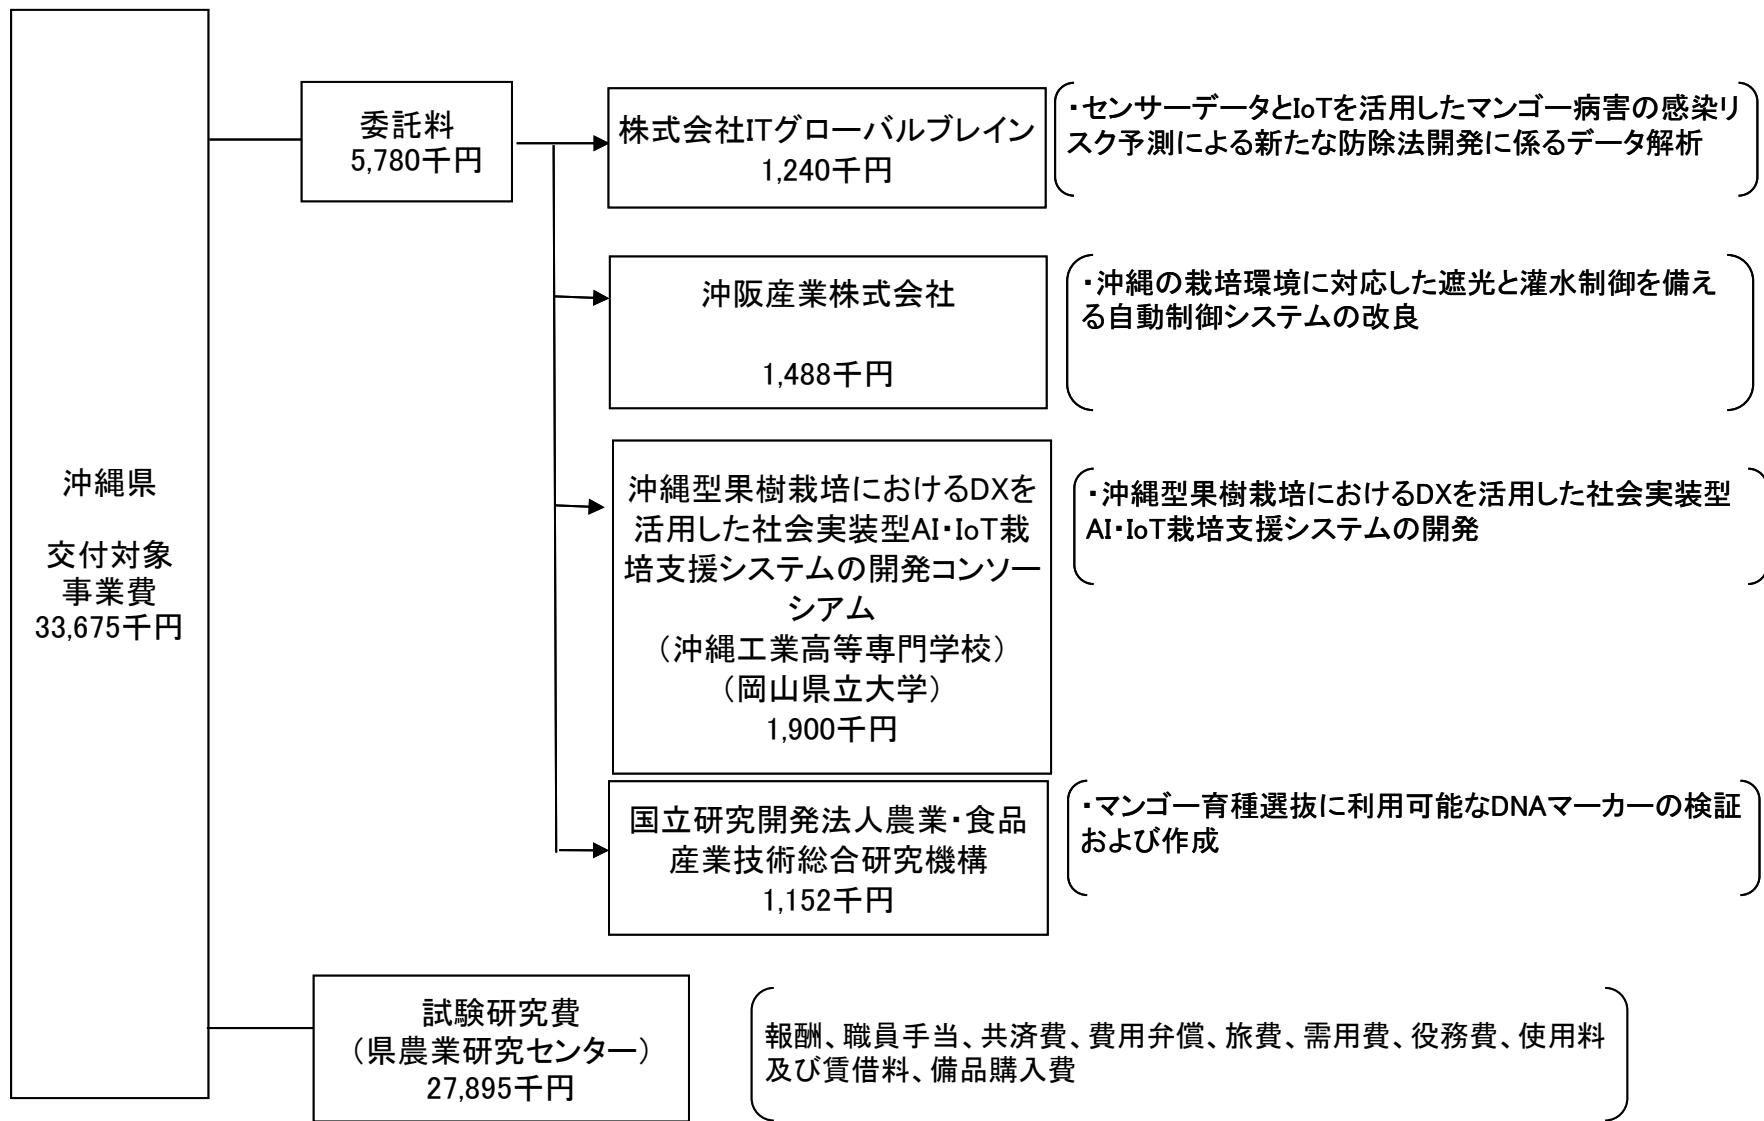 沖縄県
交付対象
事業費
33,675千円
委託料
5,780千円
株式会社ITグローバルブレイン
1,240千円
・センサーデータとIoTを活用したマンゴー病害の感染リ
スク予測による新たな防除法開発に係るデータ解析
沖阪産業株式会社
1,488千円
・沖縄の栽培環境に対応した遮光と灌水制御を備え
る自動制御システムの改良
沖縄型果樹栽培におけるDXを
活用した社会実装型AI・IoT栽
培支援システムの開発コンソー
シアム
（沖縄工業高等専門学校）
（岡山県立大学）
1,900千円
・沖縄型果樹栽培におけるDXを活用した社会実装型
AI・IoT栽培支援システムの開発
国立研究開発法人農業・食品
産業技術総合研究機構
1,152千円
・マンゴー育種選抜に利用可能なDNAマーカーの検証
および作成
試験研究費
（県農業研究センター）
27,895千円
報酬、職員手当、共済費、費用弁償、旅費、需用費、役務費、使用料
及び賃借料、備品購入費